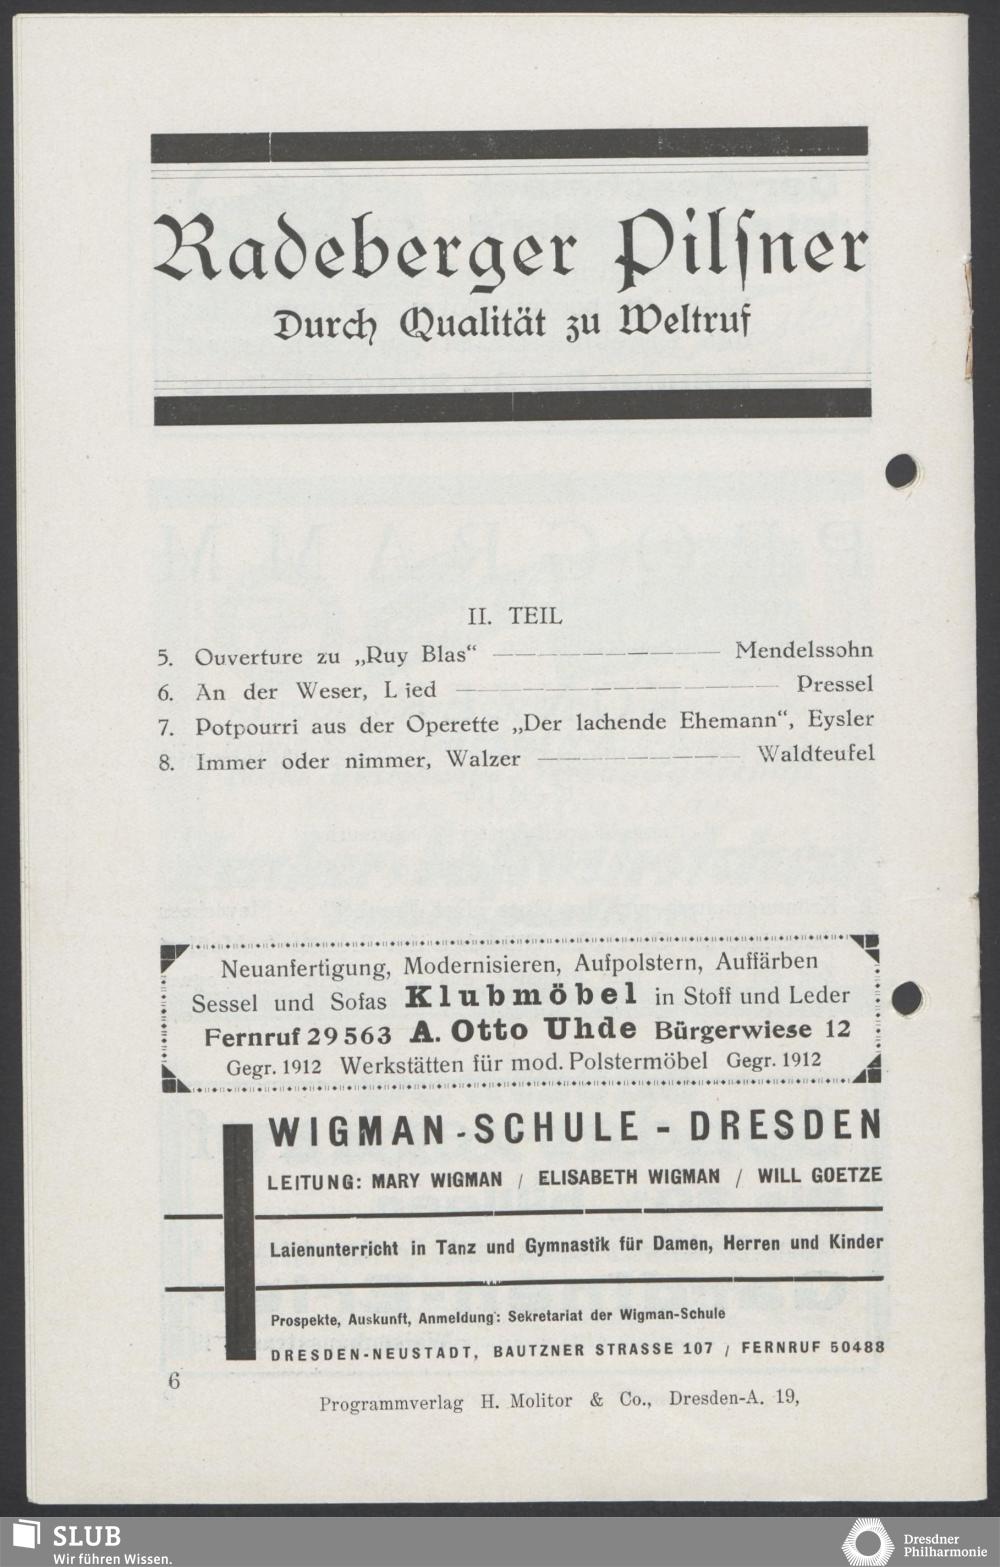 Radeberger Pilſner
Durch Qualität zu Weltruf
II. TEIL
5. Ouverture zu „Ruy Blas“ — — — — — — — — Mendelssohn
6. An der Weser, Lied — — — — — — — — — — — Pressel
7. Potpourri aus der Operette „Der lachende Ehemann“, Eysler
8. Immer oder nimmer, Walzer — — — — — — — Waldteufel
Neuanfertigung, Modernisieren, Aufpolstern, Auffärben
Sessel und Sofas Klubmöbel in Stoff und Leder
Fernruf 29563 A. Otto Uhde Bürgerwiese 12
Gegr. 1912 Werkstätten für mod. Polstermöbel Gegr. 1912
WIGMAN-SCHULE - DRESDEN
LEITUNG: MARY WIGMAN / ELISABETH WIGMAN / WILL GOETZE
Laienunterricht in Tanz und Gymnastik für Damen, Herren und Kinder
Prospekte, Auskunft, Anmeldung: Sekretariat der Wigman-Schule
DRESDEN-NEUSTADT, BAUTZNER STRASSE 107 / FERNRUF 50488
6
Programmverlag H. Molitor & Co., Dresden-A. 19,
SLUB
Wir führen Wissen.
Dresdner
Philharmonie